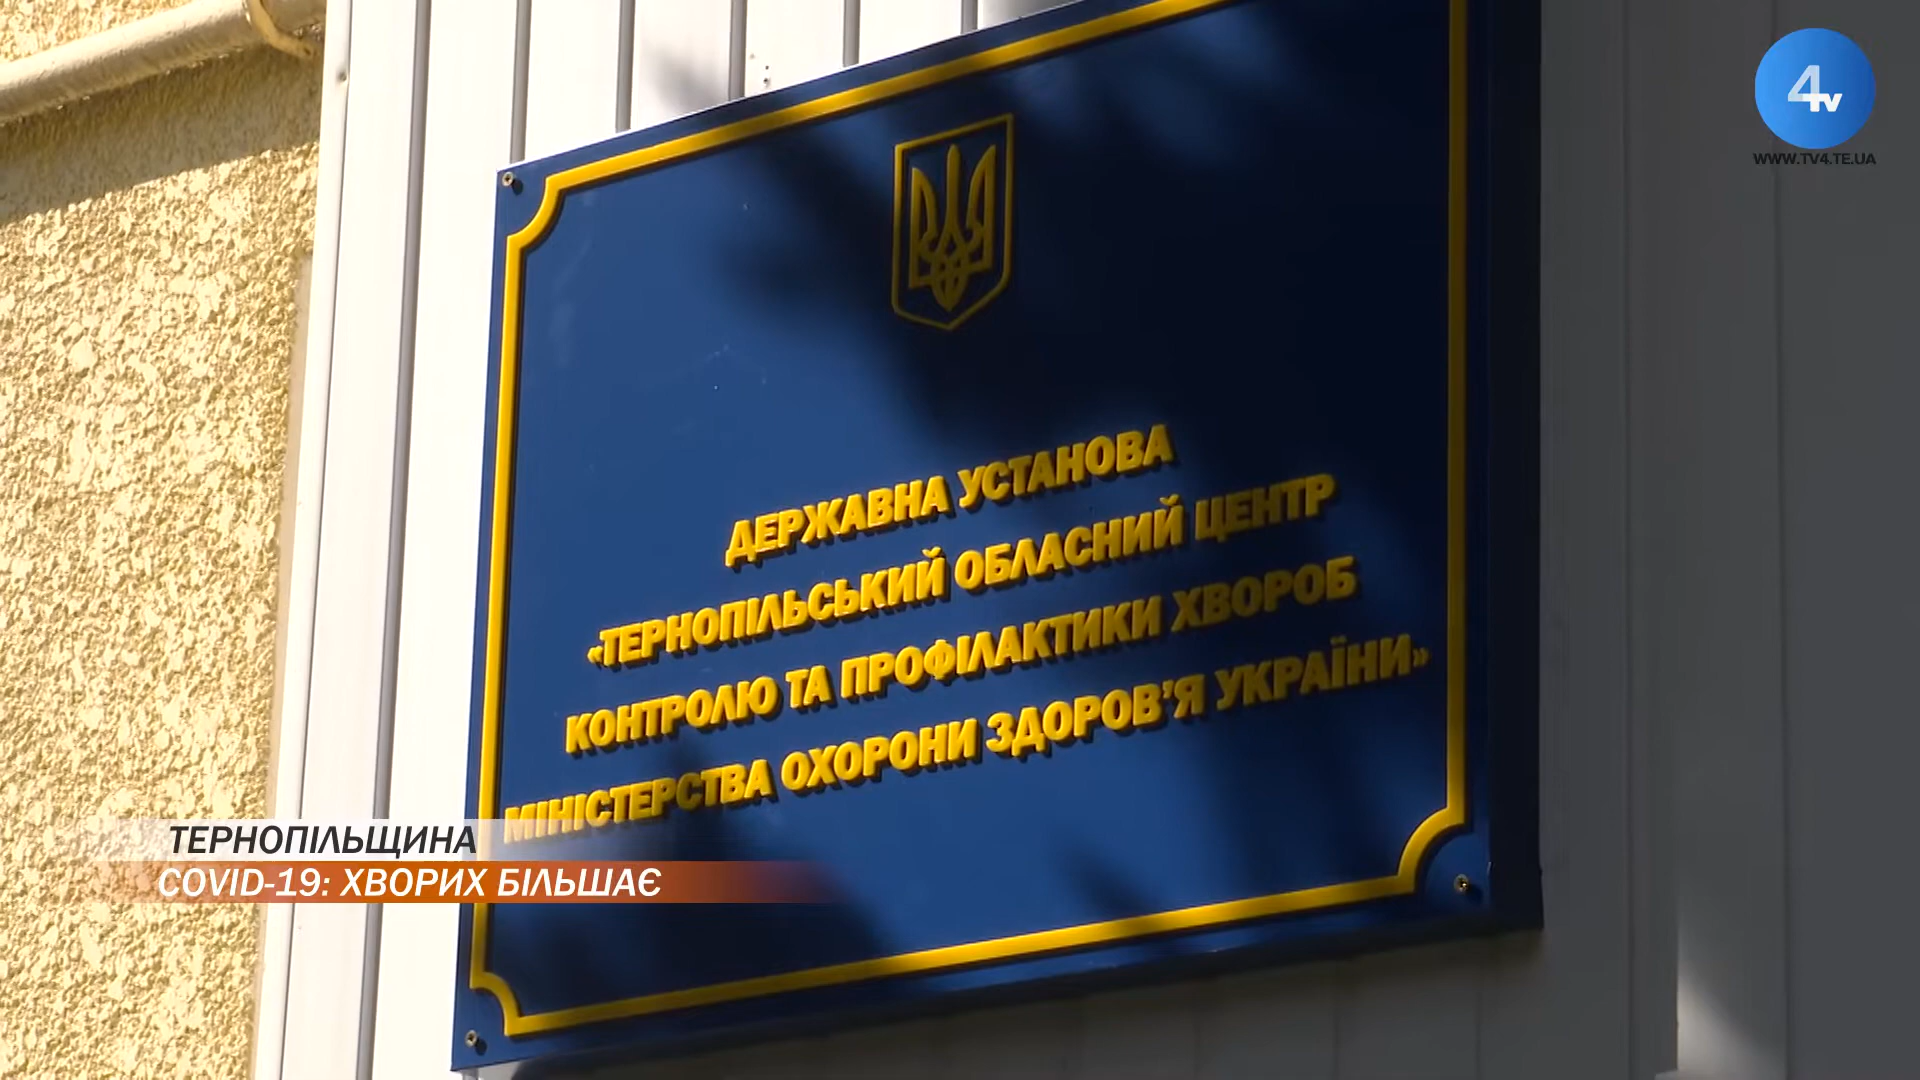 4TV
WWW.TV4.TE.UA
ДЕРЖАВНА УСТАНОВА
«ТЕРНОПІЛЬСЬКИЙ ОБЛАСНИЙ ЦЕНТР
КОНТРОЛЮ ТА ПРОФІЛАКТИКИ ХВОРОБ
МІНІСТЕРСТВА ОХОРОНИ ЗДОРОВ’Я УКРАЇНИ»
ТЕРНОПІЛЬЩИНА
COVID-19: ХВОРИХ БІЛЬШАЄ